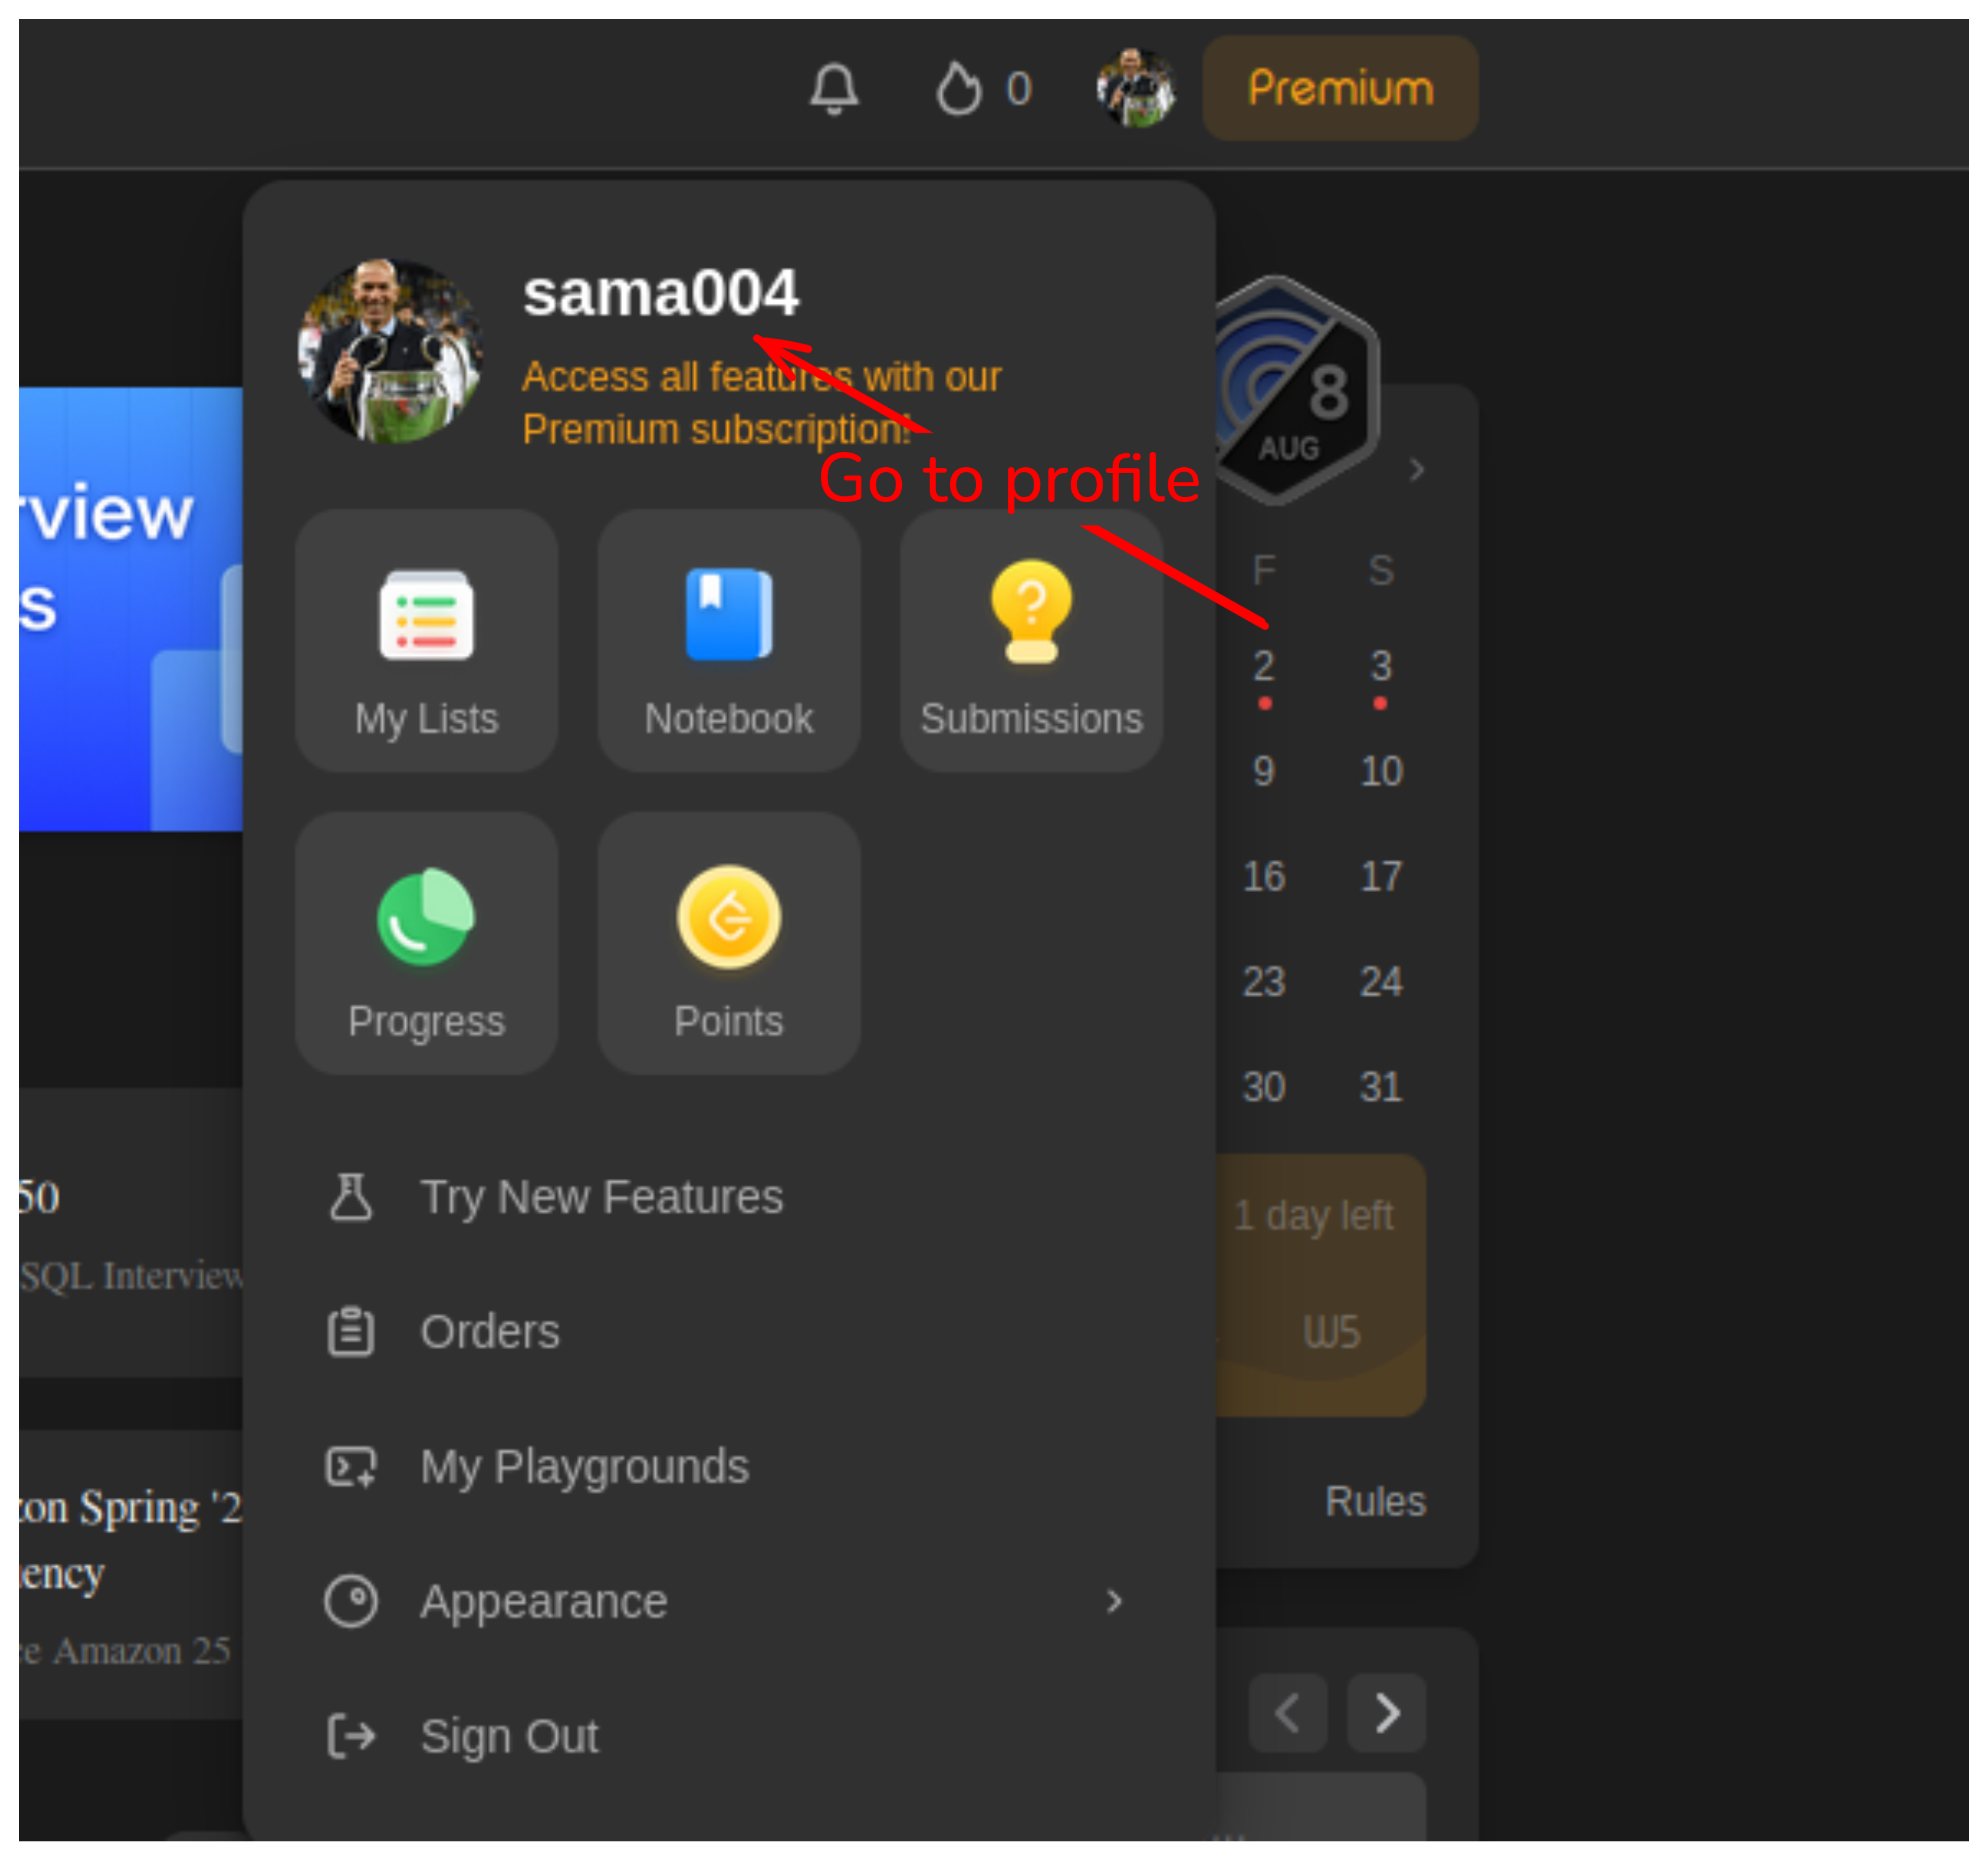 0
Premium
sama004
Access all features with our
Premium subscription!
Go to profile
8
AUG
rview
s
F S
2 3
My Lists
Notebook
Submissions
9 10
16 17
23 24
30 31
Progress
Points
50
SQL Interview
Try New Features
1 day left
Orders
W5
My Playgrounds
Rules
zon Spring '2
ency
Appearance
Amazon 25
Sign Out